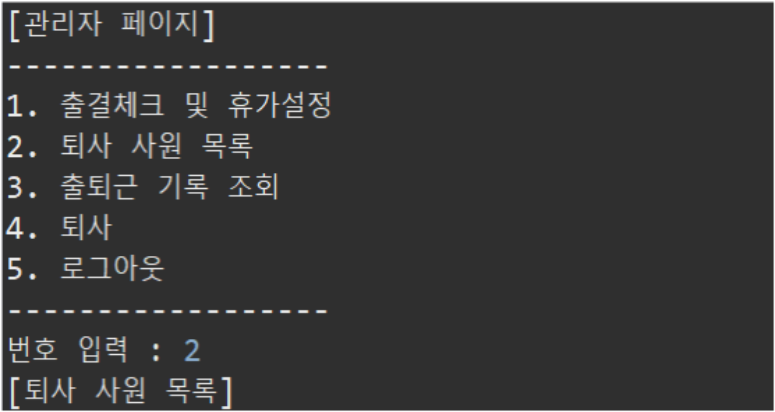 [관리자 페이지]
------------------
1. 출결체크 및 휴가설정
2. 퇴사 사원 목록
3. 출퇴근 기록 조회
4. 퇴사
5. 로그아웃
------------------
번호 입력 : 2
[퇴사 사원 목록]